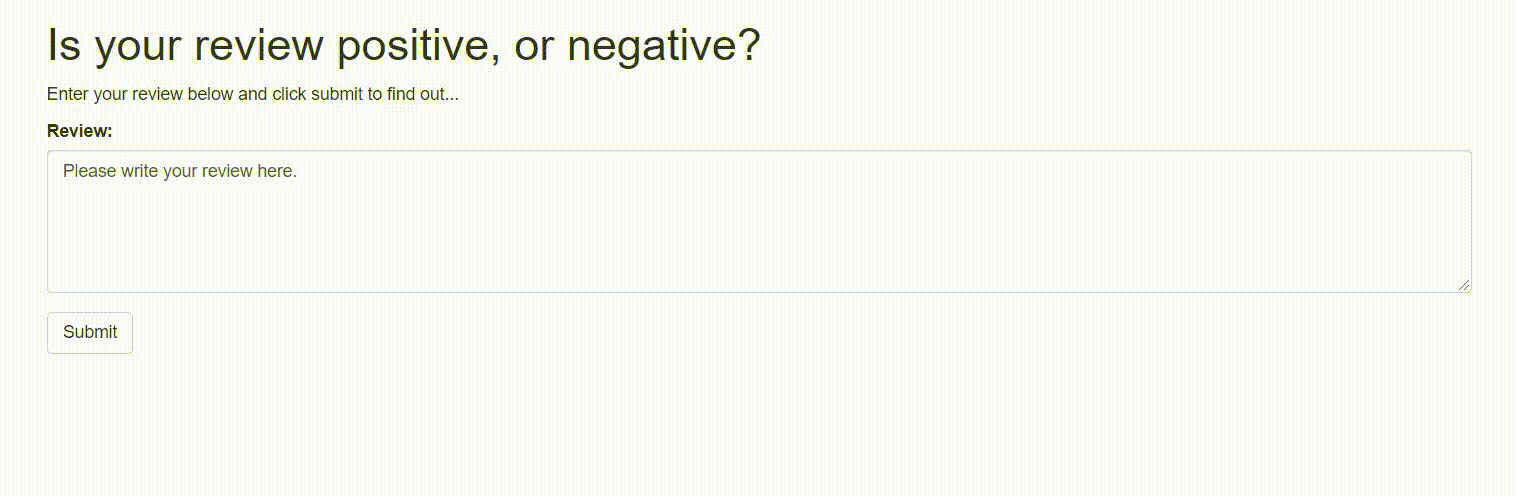 Is your review positive, or negative?
Enter your review below and click submit to find out...
Review:
Please write your review here.
Submit